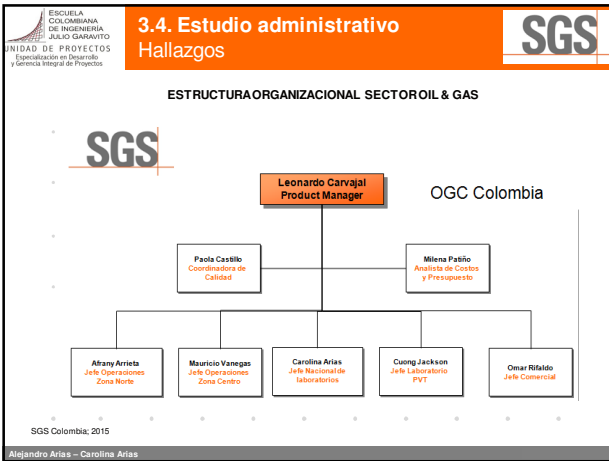 ESCUELA
COLOMBIANA
DE INGENIERÍA
JULIO GARAVITO
UNIDAD DE PROYECTOS
Especialización en Desarrollo
y Gerencia Integral de Proyectos
3.4. Estudio administrativo
Hallazgos
SGS
ESTRUCTURA ORGANIZACIONAL SECTOR OIL & GAS
SGS
Leonardo Carvajal
Product Manager
OGC Colombia
Paola Castillo
Coordinadora de
Calidad
Milena Patiño
Analista de Costos
y Presupuesto
Afrany Arrieta
Jefe Operaciones
Zona Norte
Mauricio Vanegas
Jefe Operaciones
Zona Centro
Carolina Arias
Jefe Nacional de
laboratorios
Cuong Jackson
Jefe Laboratorio
PVT
Omar Rifaldo
Jefe Comercial
SGS Colombia; 2015
Alejandro Arias – Carolina Arias